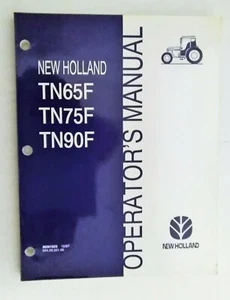 NEW HOLLAND
TN65F
TN75F
TN90F
OPERATOR'S MANUAL
NEW HOLLAND